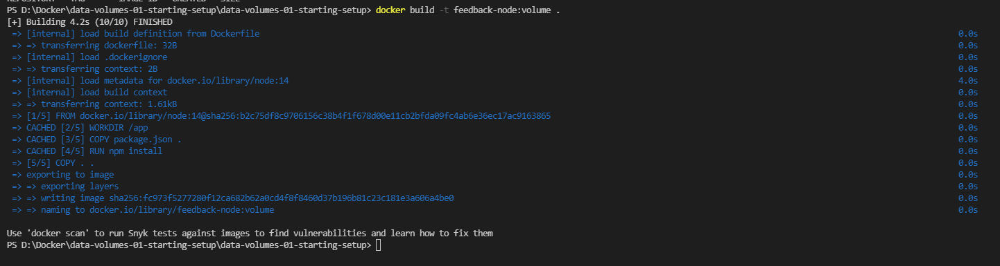 REPOSITORY TAG IMAGE ID CREATED SIZE
PS D:\Docker\data-volumes-01-starting-setup\data-volumes-01-starting-setup> docker build -t feedback-node:volume .
[+] Building 4.2s (10/10) FINISHED
=> [internal] load build definition from Dockerfile 0.0s
=> => transferring dockerfile: 32B 0.0s
=> [internal] load .dockerignore 0.0s
=> => transferring context: 2B 0.0s
=> [internal] load metadata for docker.io/library/node:14 4.0s
=> [internal] load build context 0.0s
=> => transferring context: 1.61kB 0.0s
=> [1/5] FROM docker.io/library/node:14@sha256:b2c75df8c9706156c38b4f1f678d00e11cb2bfda09fc4ab6e36ec17ac9163865 0.0s
=> CACHED [2/5] WORKDIR /app 0.0s
=> CACHED [3/5] COPY package.json . 0.0s
=> CACHED [4/5] RUN npm install 0.0s
=> [5/5] COPY . . 0.0s
=> exporting to image 0.0s
=> => exporting layers 0.0s
=> => writing image sha256:fc973f5277280f12ca682b62a0cd4f8f8460d37b196b81c23c181e3a606a4be0 0.0s
=> => naming to docker.io/library/feedback-node:volume 0.0s
Use 'docker scan' to run Snyk tests against images to find vulnerabilities and learn how to fix them
PS D:\Docker\data-volumes-01-starting-setup\data-volumes-01-starting-setup>